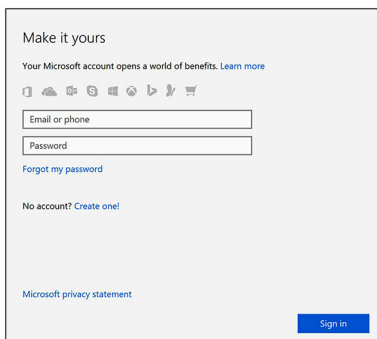 Make it yours
Your Microsoft account opens a world of benefits. Learn more
Email or phone
Password
Forgot my password
No account? Create one!
Microsoft privacy statement
Sign in